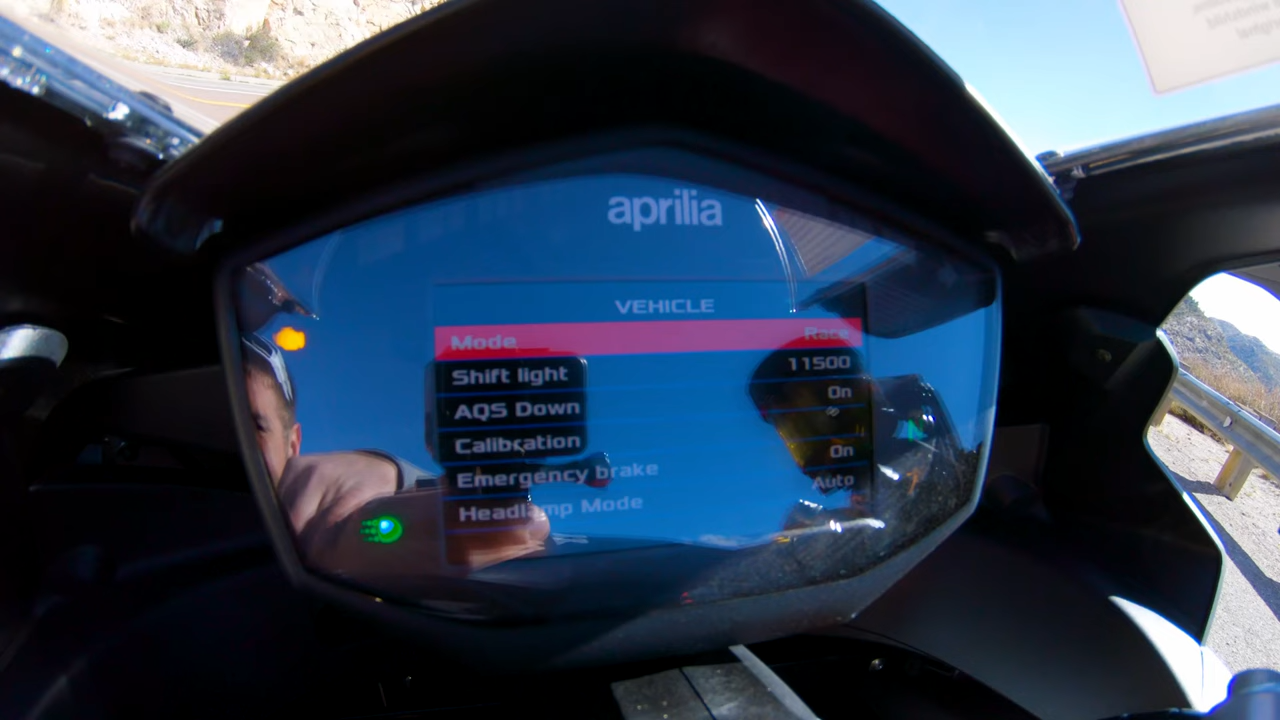 aprilia
VEHICLE
Mode Race
Shift light 11500
AQS Down On
Calibration
Emergency brake On
Headlamp Mode Auto